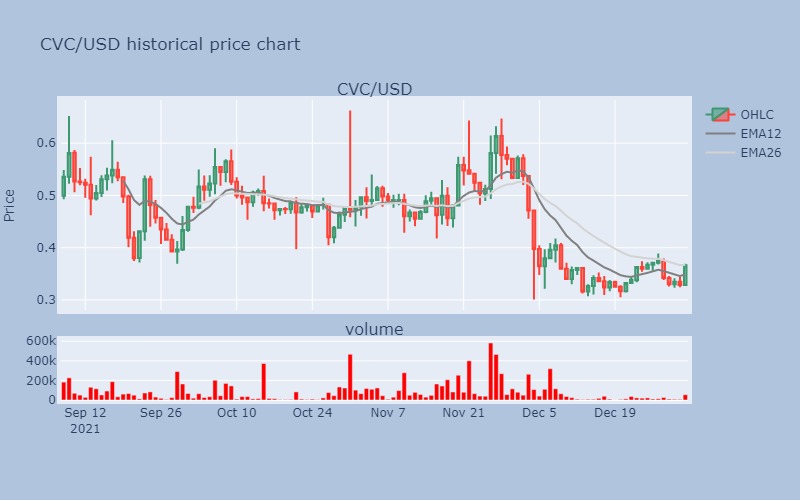 CVC/USD historical price chart
CVC/USD
OHLC
EMA12
EMA26
Price
0.6
0.5
0.4
0.3
volume
600k
400k
200k
0
Sep 12
2021
Sep 26
Oct 10
Oct 24
Nov 7
Nov 21
Dec 5
Dec 19